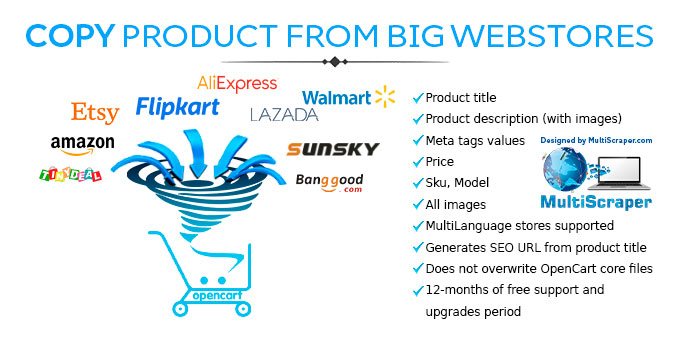 COPY PRODUCT FROM BIG WEBSTORES
AliExpress
Walmart
Flipkart
Etsy
LAZADA
amazon
SUNSKY
TINYDEAL
Banggood
.com
opencart
Product title
Product description (with images)
Meta tags values
Price
Sku, Model
All images
MultiLanguage stores supported
Generates SEO URL from product title
Does not overwrite OpenCart core files
12-months of free support and
upgrades period
Designed by MultiScraper.com
MultiScraper